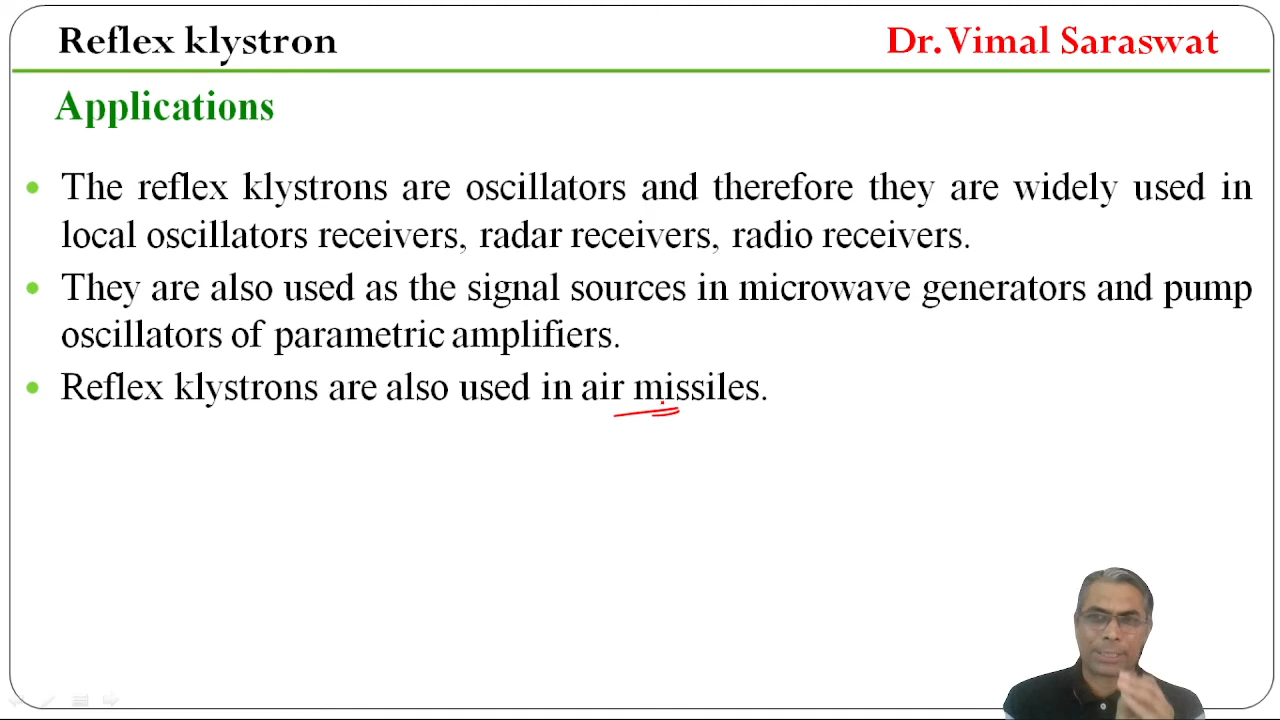 Reflex klystron
Dr. Vimal Saraswat
Applications
• The reflex klystrons are oscillators and therefore they are widely used in
local oscillators receivers, radar receivers, radio receivers.
• They are also used as the signal sources in microwave generators and pump
oscillators of parametric amplifiers.
• Reflex klystrons are also used in air missiles.